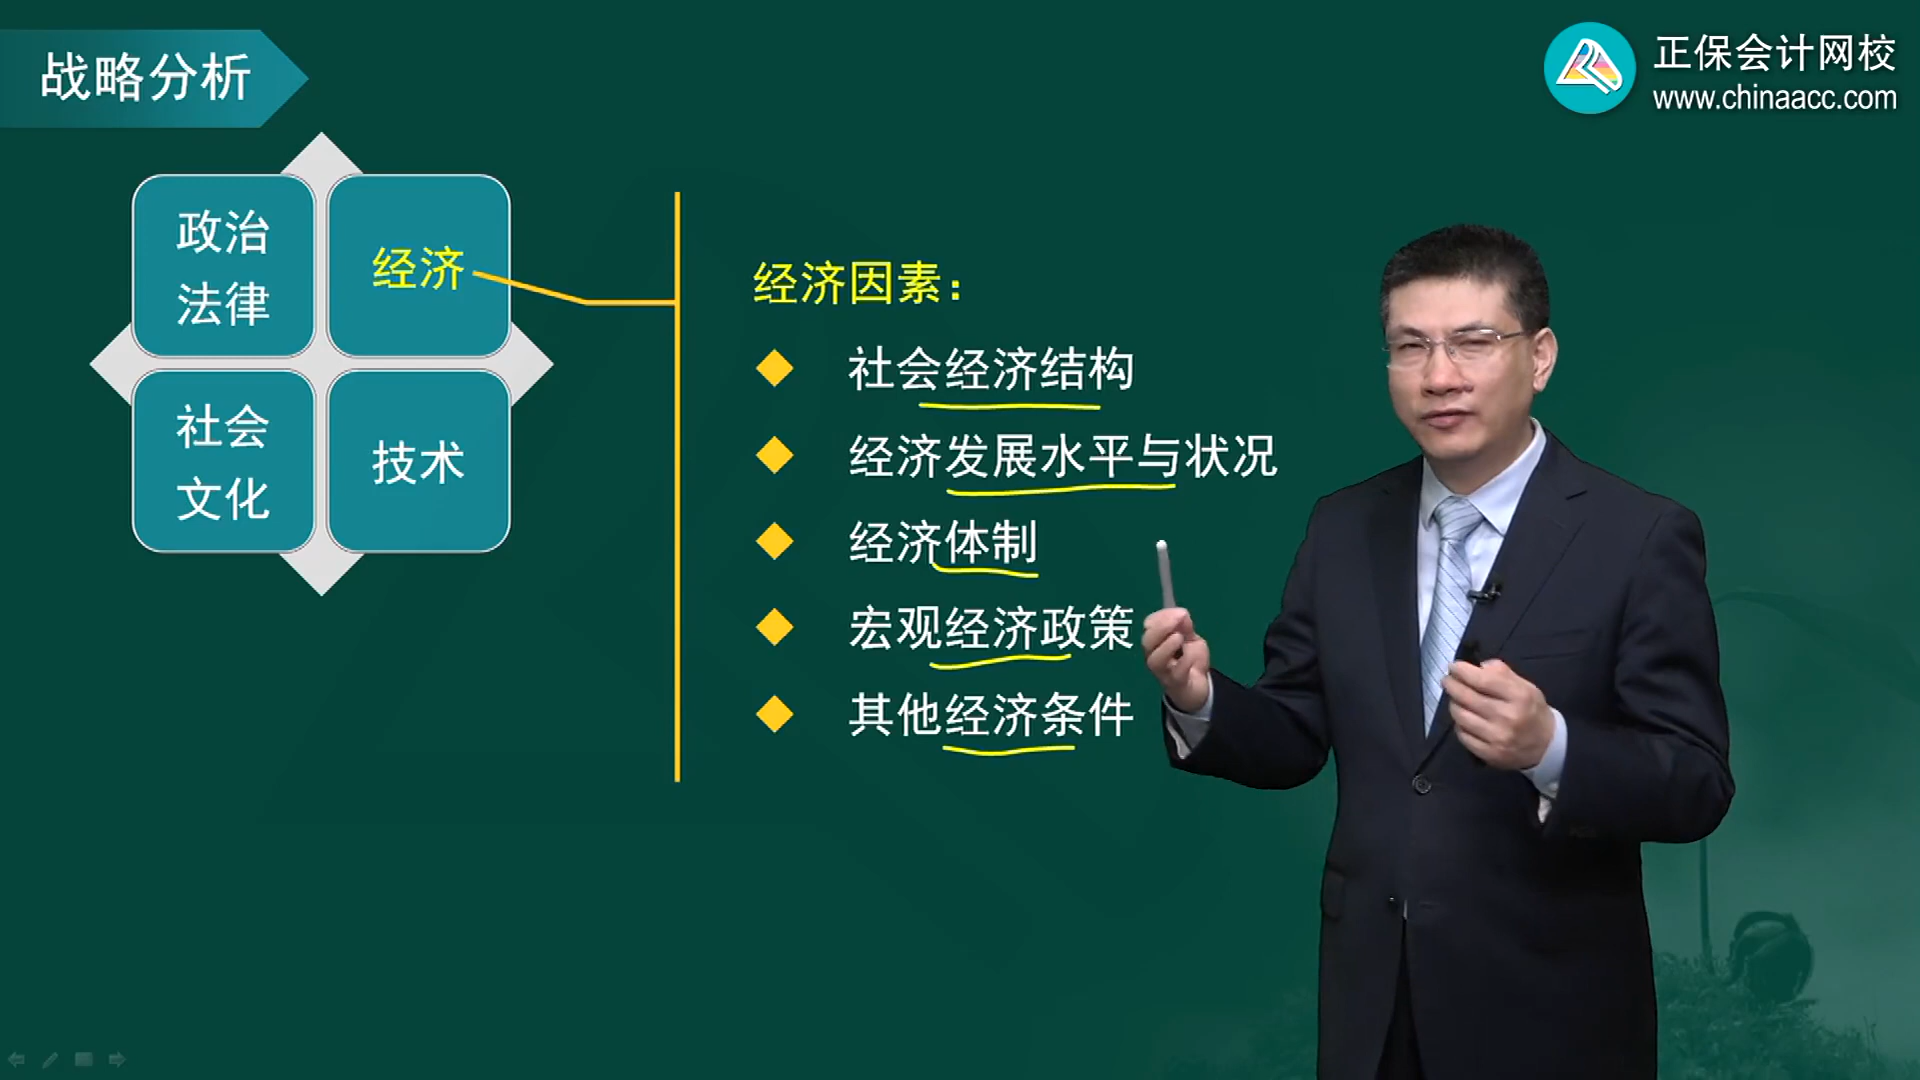 战略分析
正保会计网校
www.chinaacc.com
政治
法律
经济
社会
文化
技术
经济因素：
社会经济结构
经济发展水平与状况
经济体制
宏观经济政策
其他经济条件